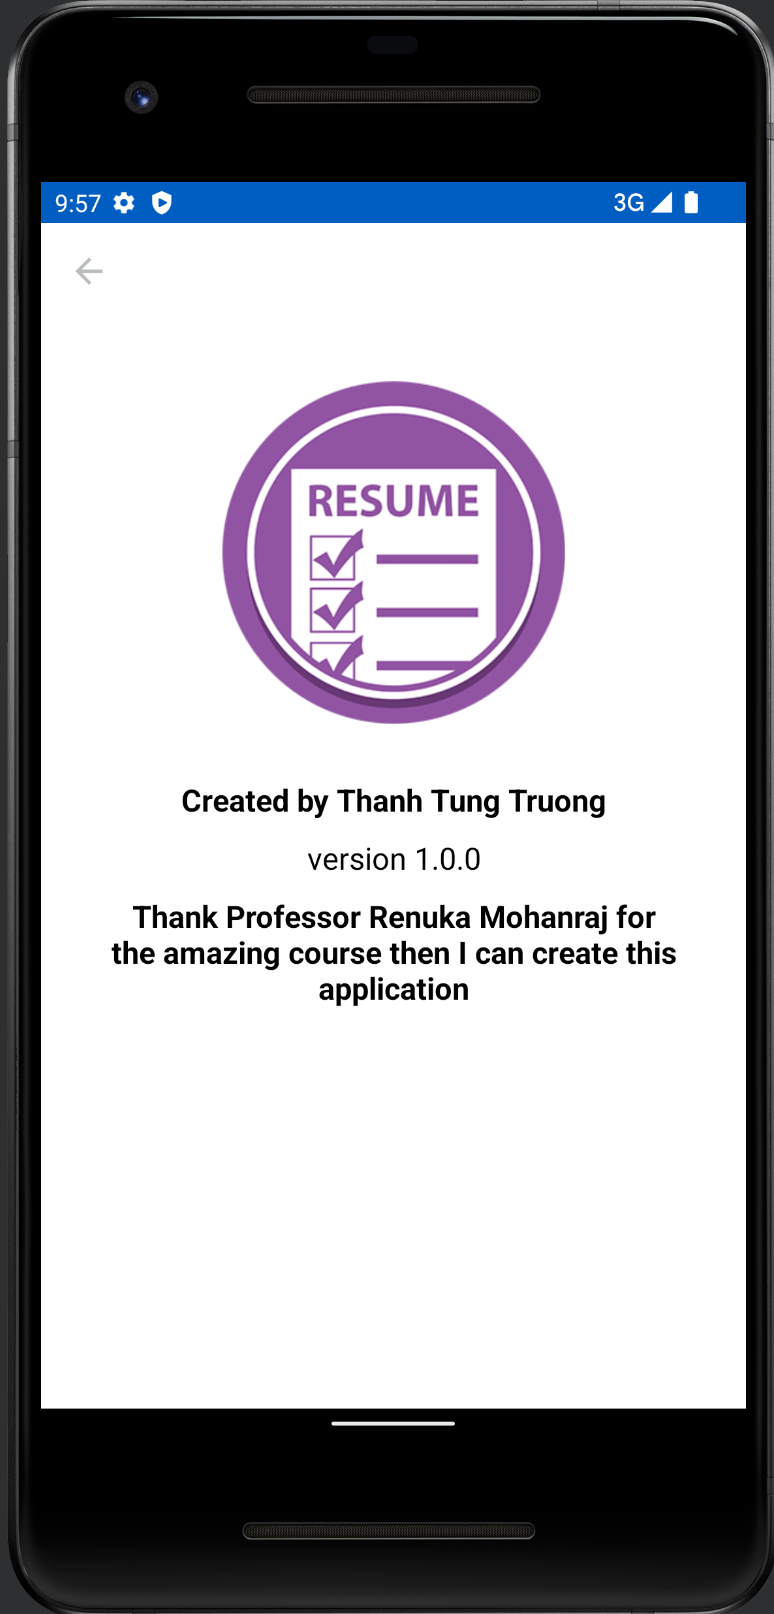 9:57 3G
RESUME
Created by Thanh Tung Truong
version 1.0.0
Thank Professor Renuka Mohanraj for
the amazing course then I can create this
application